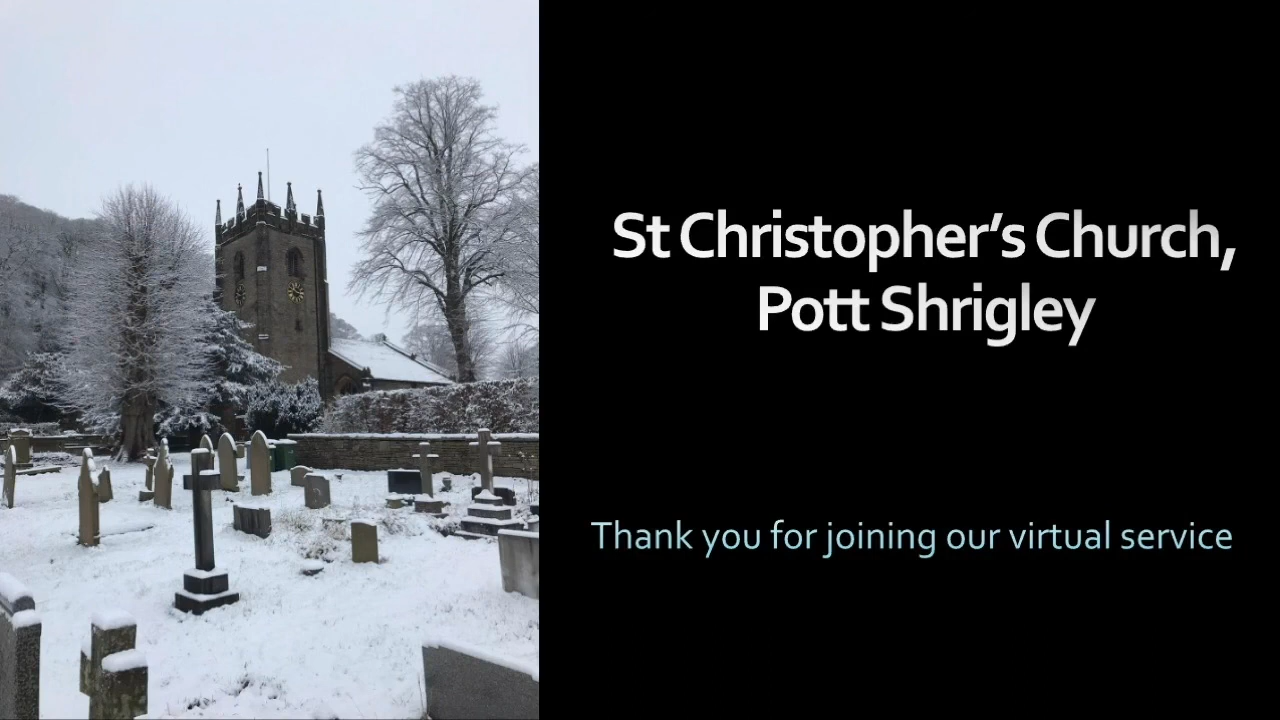 St Christopher’s Church,
Pott Shrigley
Thank you for joining our virtual service